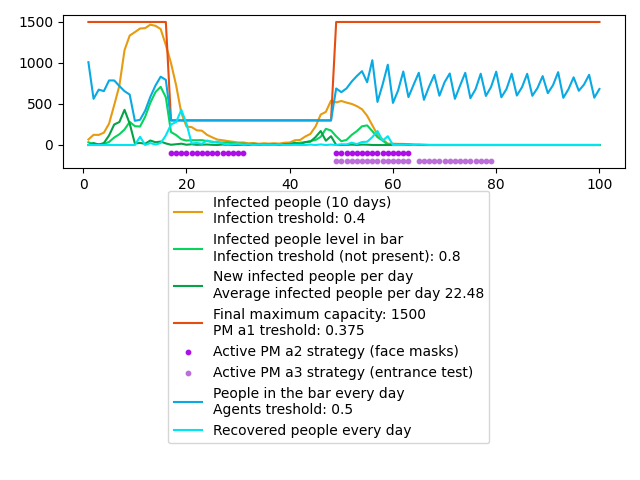 1500
1000
500
0
0
20
40
60
80
100
Infected people (10 days)
Infection treshold: 0.4
Infected people level in bar
Infection treshold (not present): 0.8
New infected people per day
Average infected people per day 22.48
Final maximum capacity: 1500
PM a1 treshold: 0.375
Active PM a2 strategy (face masks)
Active PM a3 strategy (entrance test)
People in the bar every day
Agents treshold: 0.5
Recovered people every day